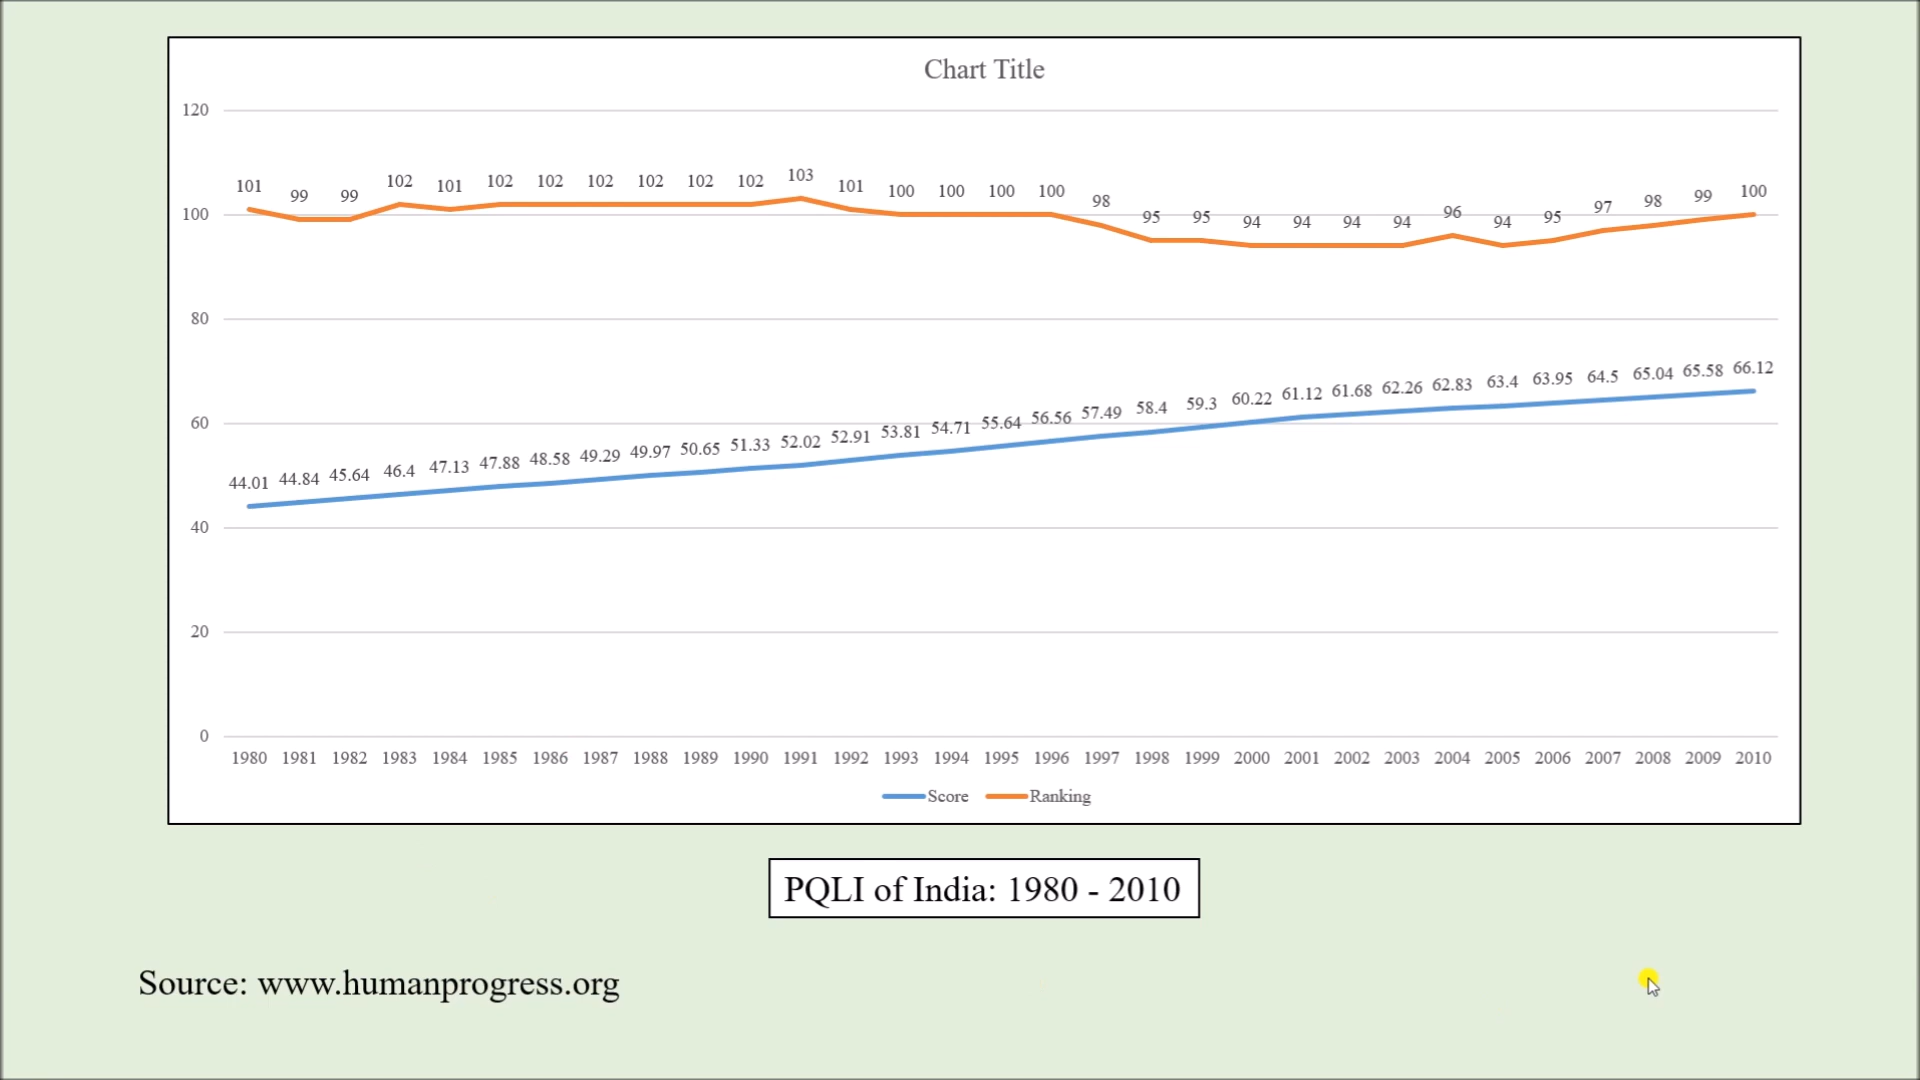 Chart Title
120
101 99 99 102 101 102 102 102 102 102 102 103 101 100 100 100 100 98 95 95 94 94 94 94 96 94 95 97 98 99 100
100
80
44.01 44.84 45.64 46.4 47.13 47.88 48.58 49.29 49.97 50.65 51.33 52.02 52.91 53.81 54.71 55.64 56.56 57.49 58.4 59.3 60.22 61.12 61.68 62.26 62.83 63.4 63.95 64.5 65.04 65.58 66.12
60
40
20
0
1980 1981 1982 1983 1984 1985 1986 1987 1988 1989 1990 1991 1992 1993 1994 1995 1996 1997 1998 1999 2000 2001 2002 2003 2004 2005 2006 2007 2008 2009 2010
Score Ranking
PQLI of India: 1980 - 2010
Source: www.humanprogress.org